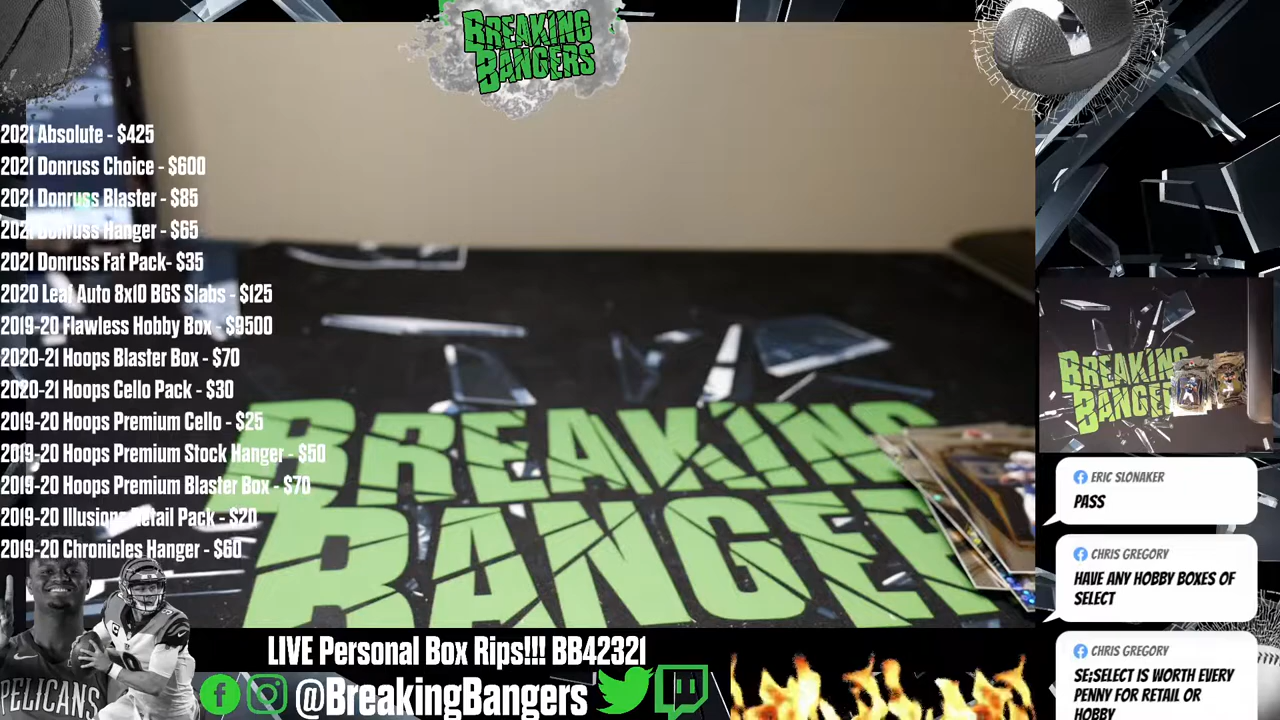 BREAKING
BANGERS
2021 Absolute - $425
2021 Donruss Choice - $600
2021 Donruss Blaster - $85
2021 Donruss Hanger - $65
2021 Donruss Fat Pack- $35
2020 Leaf Auto 8x10 BGS Slabs - $125
2019-20 Flawless Hobby Box - $9500
2020-21 Hoops Blaster Box - $70
2020-21 Hoops Cello Pack - $30
2019-20 Hoops Premium Cello - $25
2019-20 Hoops Premium Stock Hanger - $50
2019-20 Hoops Premium Blaster Box - $70
2019-20 Illusions Retail Pack - $20
2019-20 Chronicles Hanger - $60
BREAKING
BANGER
BREAKING
BANGER
ERIC SLONAKER
PASS
CHRIS GREGORY
HAVE ANY HOBBY BOXES OF
SELECT
CHRIS GREGORY
SE;SELECT IS WORTH EVERY
PENNY FOR RETAIL OR
HOBBY
PELICANS
LIVE Personal Box Rips!!! BB42321
@BreakingBangers